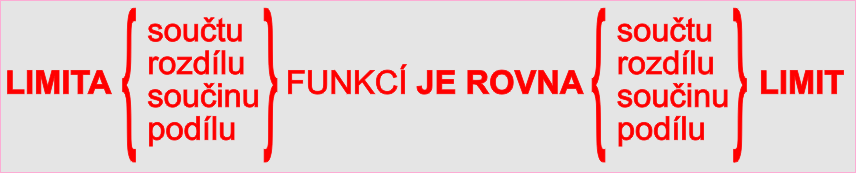 LIMITA { součtu rozdílu součinu podílu } FUNKCÍ JE ROVNA { součtu rozdílu součinu podílu } LIMIT